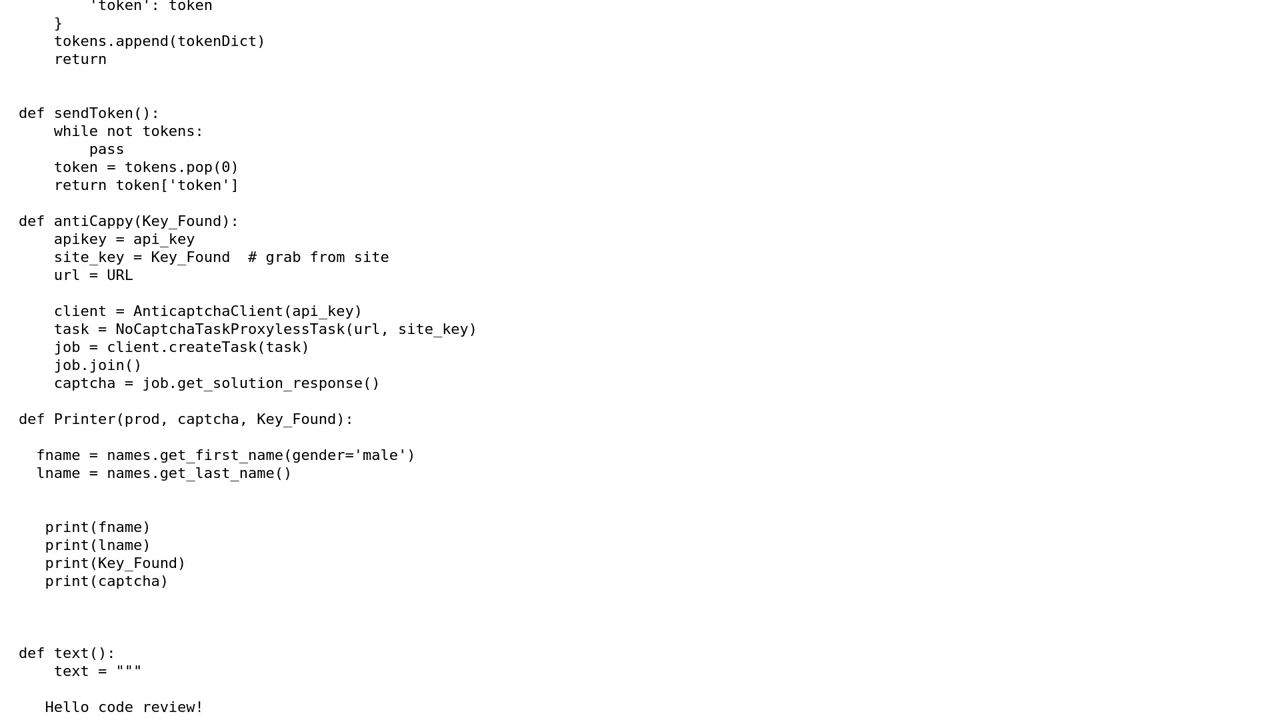 'token': token
}
tokens.append(tokenDict)
return
def sendToken():
while not tokens:
pass
token = tokens.pop(0)
return token['token']
def antiCappy(Key_Found):
apikey = api_key
site_key = Key_Found  # grab from site
url = URL
client = AnticaptchaClient(api_key)
task = NoCaptchaTaskProxylessTask(url, site_key)
job = client.createTask(task)
job.join()
captcha = job.get_solution_response()
def Printer(prod, captcha, Key_Found):
fname = names.get_first_name(gender='male')
lname = names.get_last_name()
print(fname)
print(lname)
print(Key_Found)
print(captcha)
def text():
text = """
Hello code review!